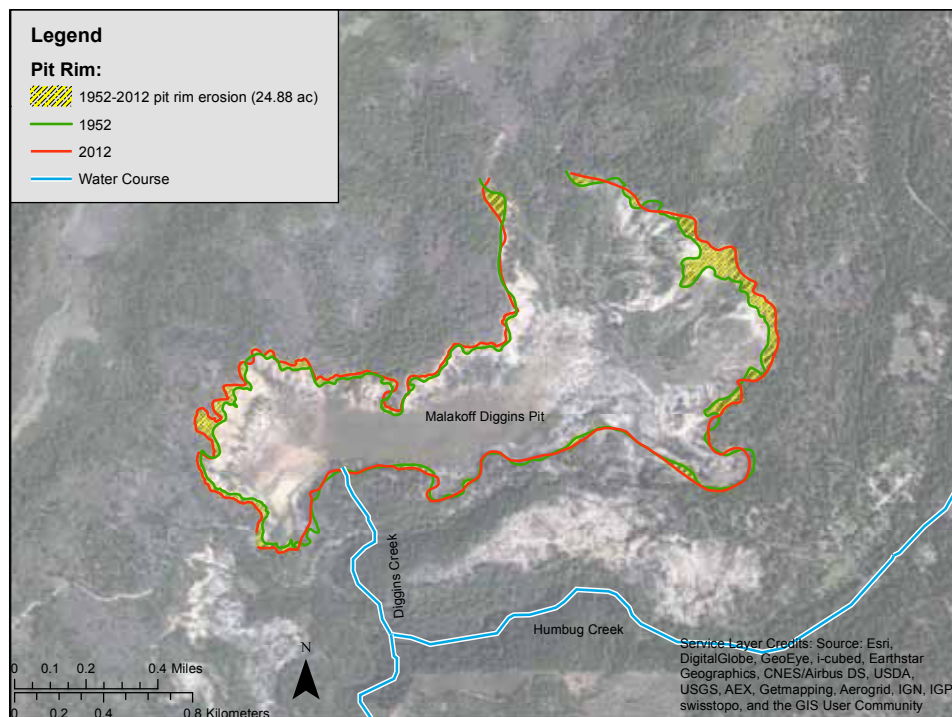 Legend
Pit Rim:
1952-2012 pit rim erosion (24.88 ac)
1952
2012
Water Course
Malakoff Diggins Pit
Diggins Creek
Humbug Creek
N
0 0.1 0.2 0.4 Miles
0 0.2 0.4 0.8 Kilometers
Service Layer Credits: Source: Esri,
DigitalGlobe, GeoEye, i-cubed, Earthstar
Geographics, CNES/Airbus DS, USDA,
USGS, AEX, Getmapping, Aerogrid, IGN, IGP,
swisstopo, and the GIS User Community